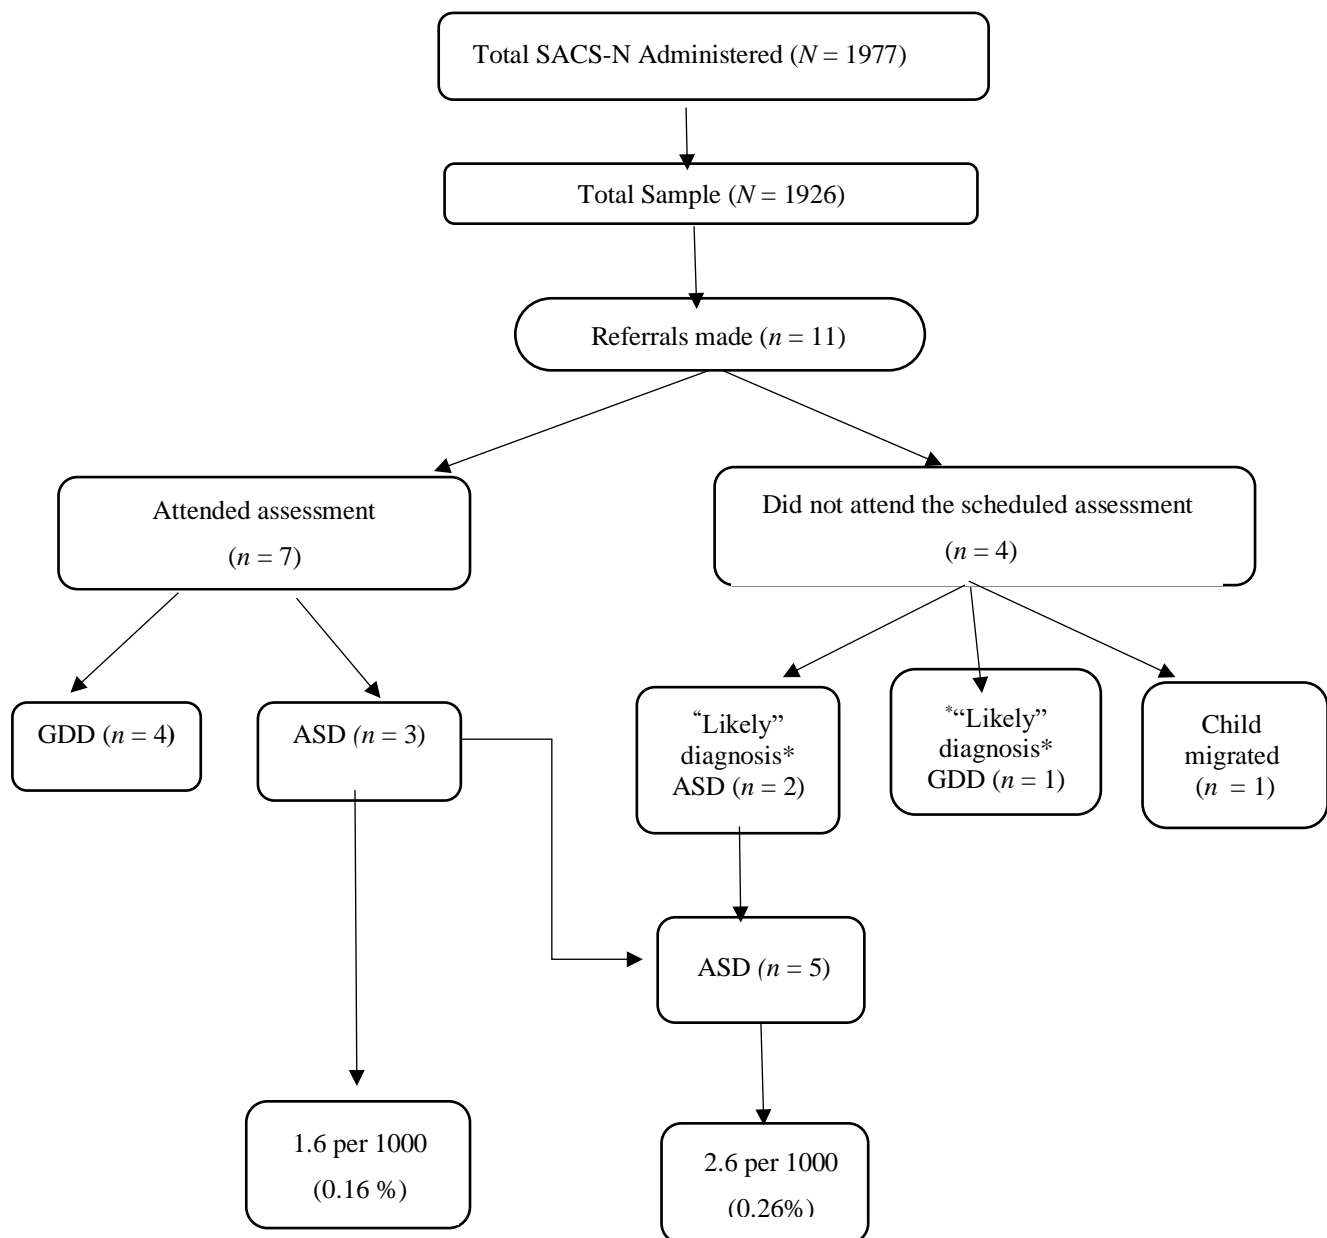 Total SACS-N Administered (N = 1977)
Total Sample (N = 1926)
Referrals made (n = 11)
Attended assessment
(n = 7)
Did not attend the scheduled assessment
(n = 4)
GDD (n = 4)
ASD (n = 3)
“Likely”
diagnosis*
ASD (n = 2)
*“Likely”
diagnosis*
GDD (n = 1)
Child
migrated
(n = 1)
ASD (n = 5)
1.6 per 1000
(0.16 %)
2.6 per 1000
(0.26%)